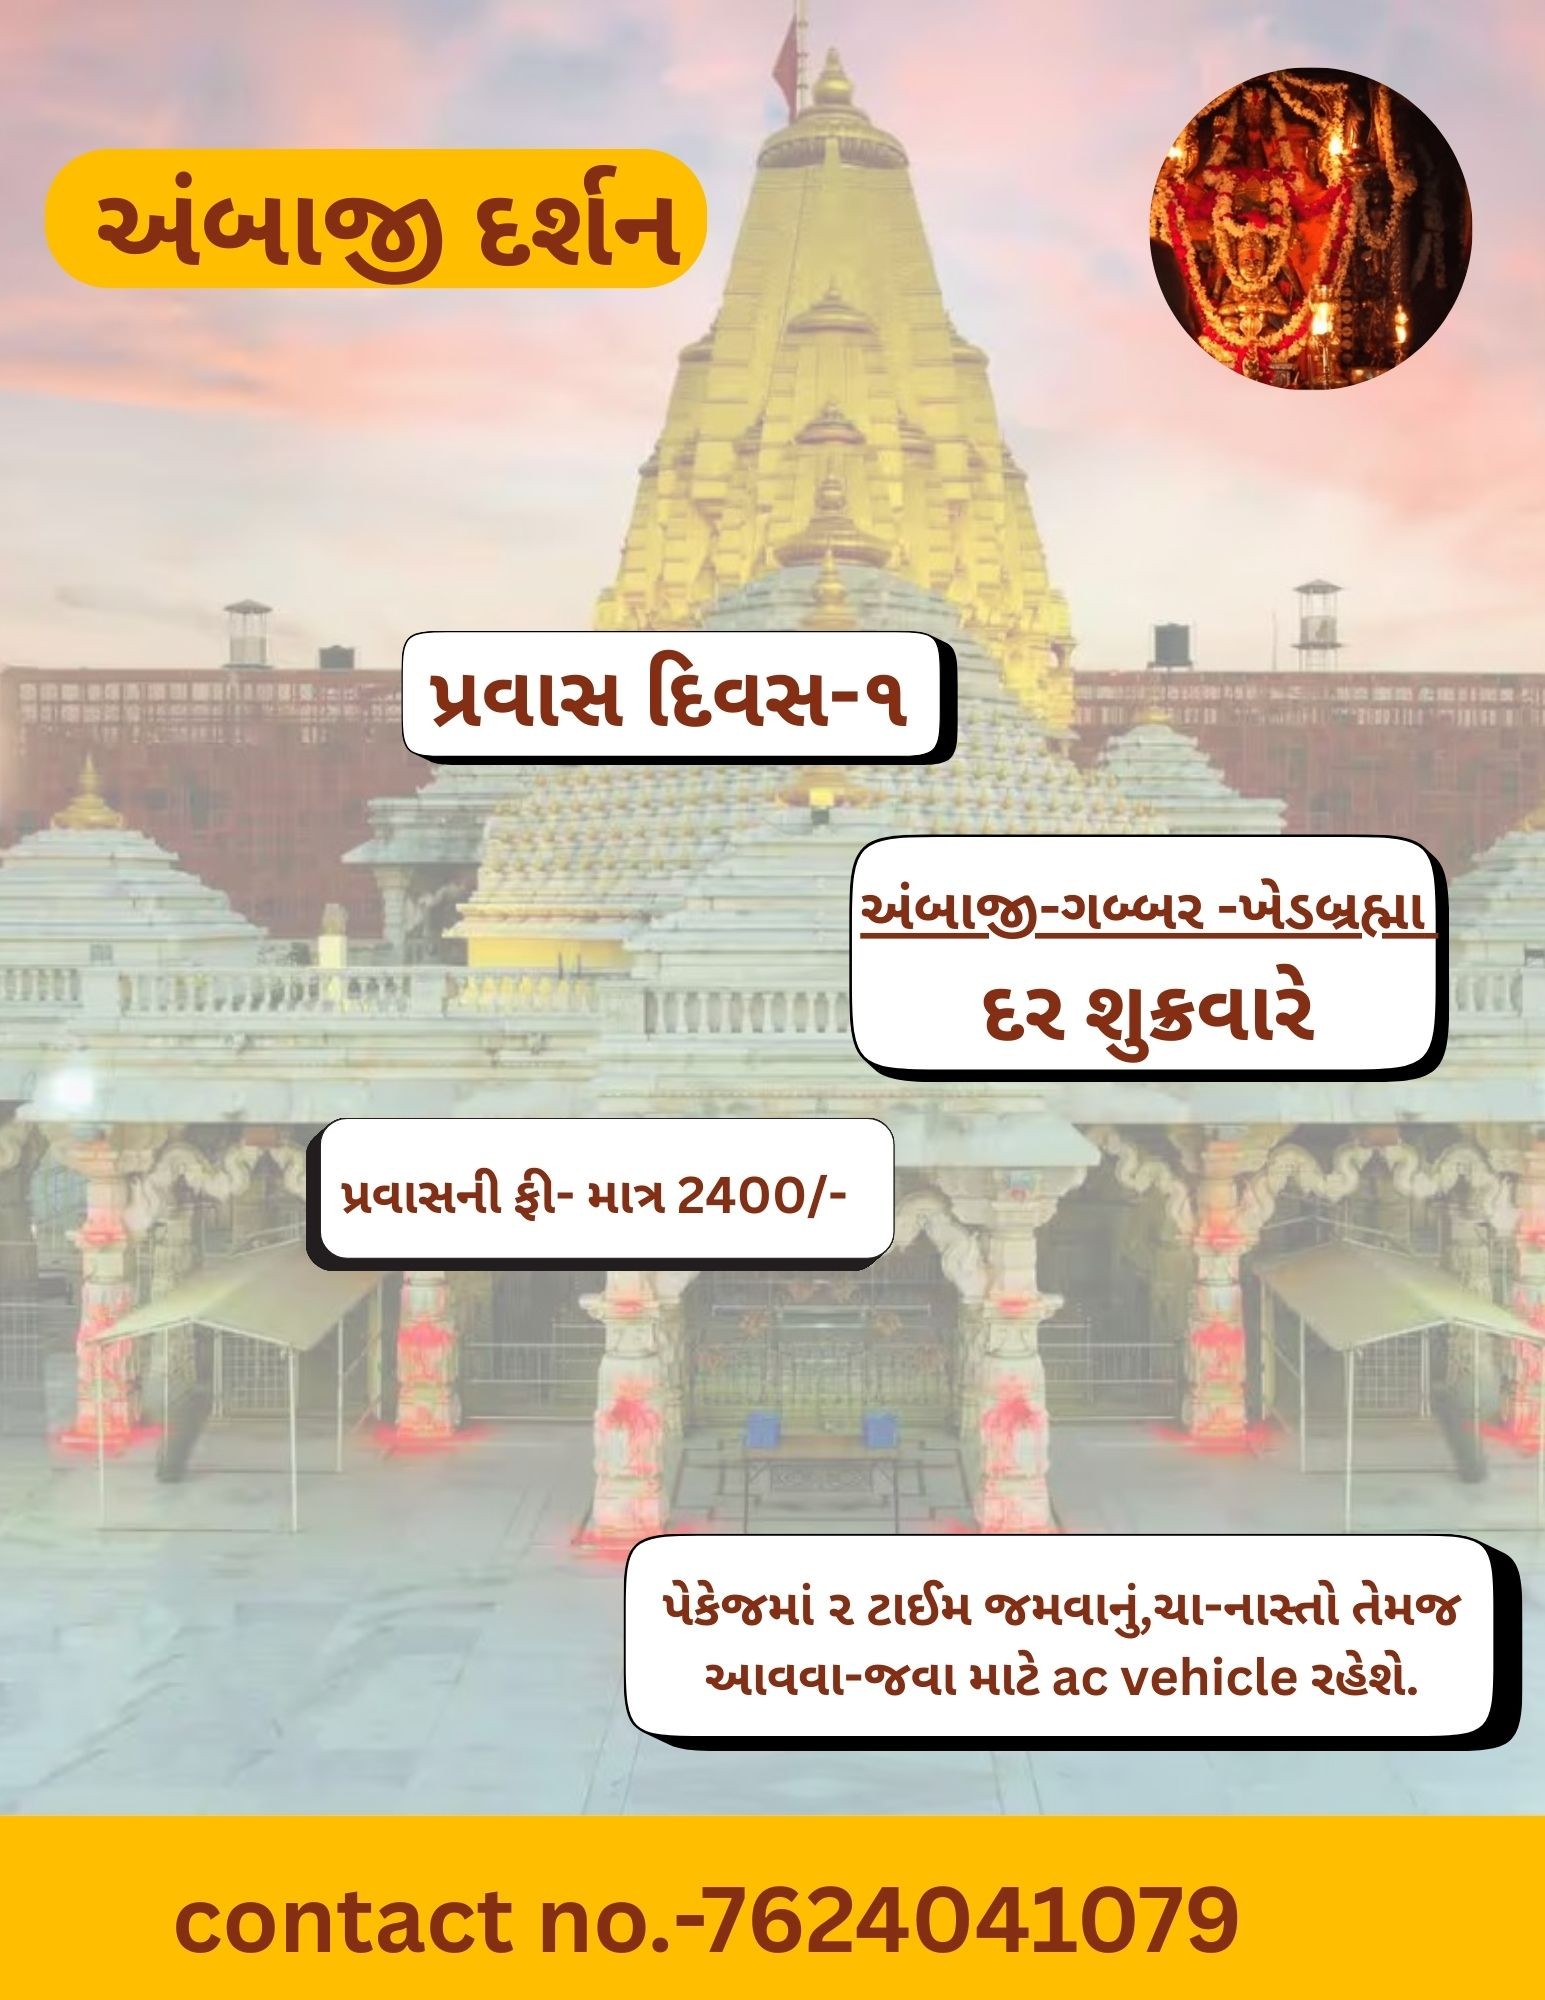 અંબાજી દર્શન
પ્રવાસ દિવસ-૧
અંબાજી-ગબ્બર -ખેડબ્રહ્મા
દર શુક્રવારે
પ્રવાસની ફી- માત્ર 2400/-
પેકેજમાં ૨ ટાઈમ જમવાનું,ચા-નાસ્તો તેમજ
આવવા-જવા માટે ac vehicle રહેશે.
contact no.-7624041079